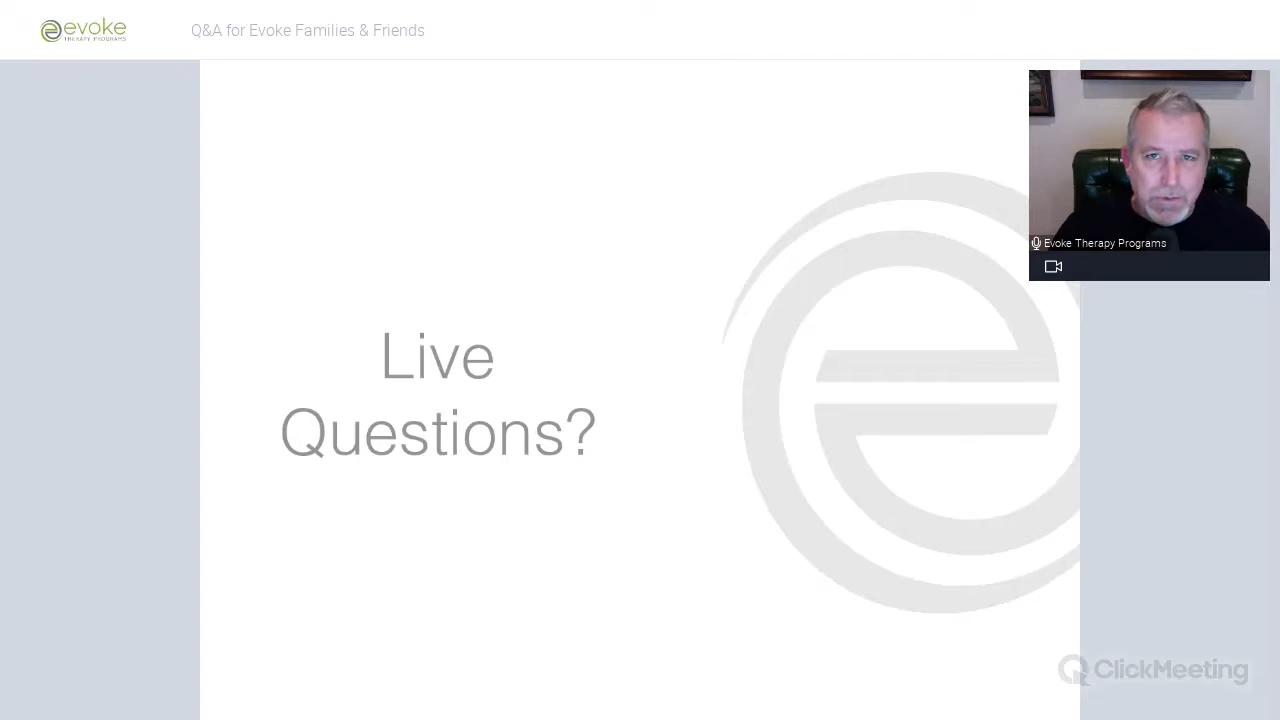 evoke
THERAPY PROGRAMS
Q&A for Evoke Families & Friends
Evoke Therapy Programs
Live
Questions?
ClickMeeting